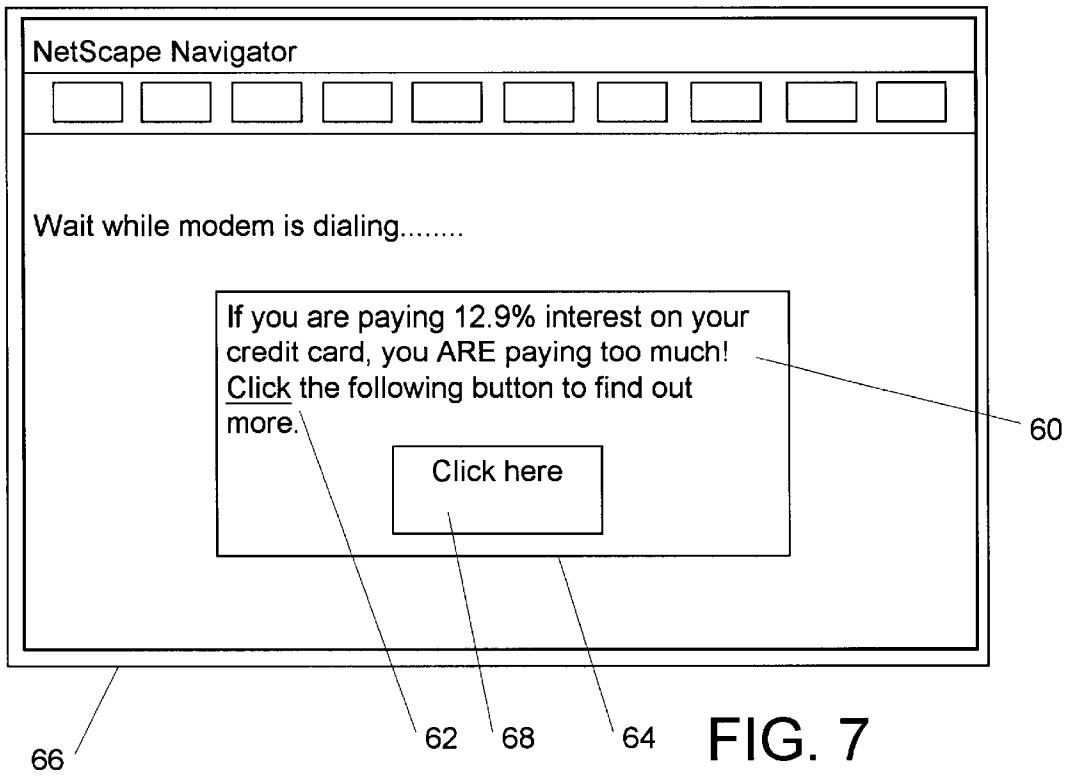 NetScape Navigator
Wait while modem is dialing........
If you are paying 12.9% interest on your
credit card, you ARE paying too much!
Click the following button to find out
more.
Click here
60
62
68
64
66
FIG. 7